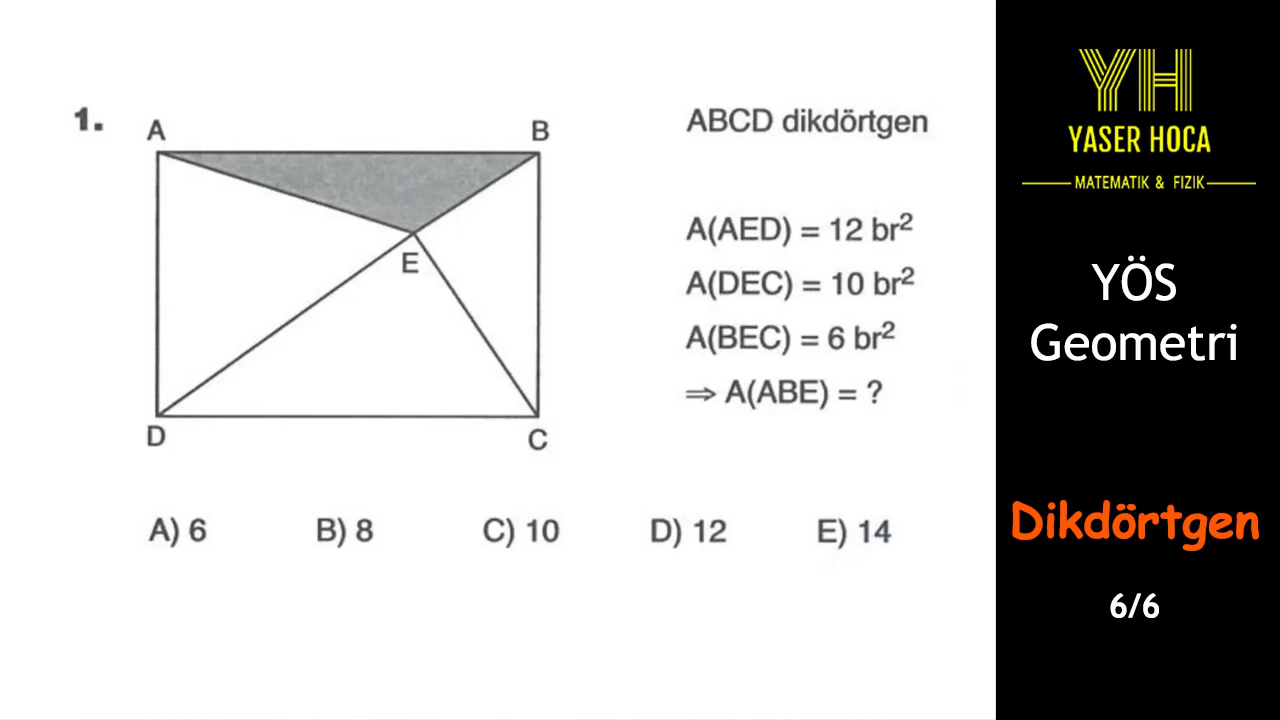 1.
A
B
E
D
C
ABCD dikdörtgen
A(AED) = 12 br²
A(DEC) = 10 br²
A(BEC) = 6 br²
⇒ A(ABE) = ?
A) 6 B) 8 C) 10 D) 12 E) 14
YH
YASER HOCA
MATEMATIK & FIZIK
YÖS
Geometri
Dikdörtgen
6/6